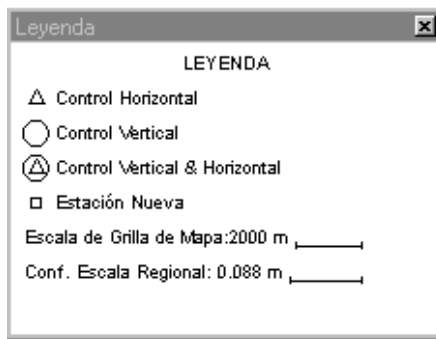 Leyenda
LEYENDA
Control Horizontal
Control Vertical
Control Vertical & Horizontal
Estación Nueva
Escala de Grilla de Mapa:2000 m
Conf. Escala Regional: 0.088 m